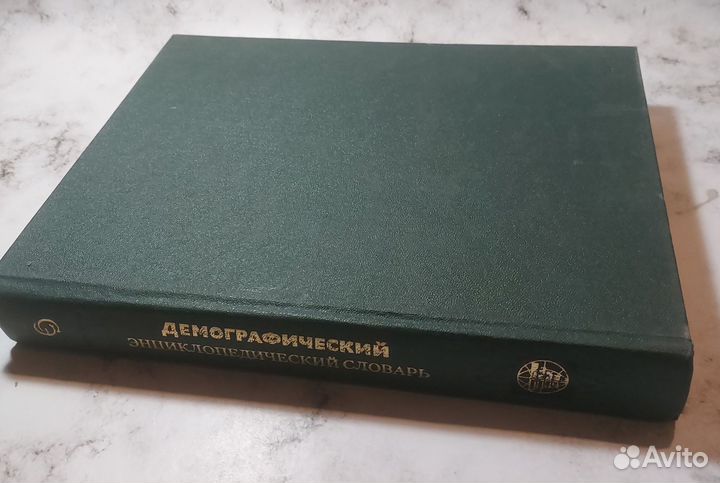 ДЕМОГРАФИЧЕСКИЙ
ЭНЦИКЛОПЕДИЧЕСКИЙ СЛОВАРЬ
Avito